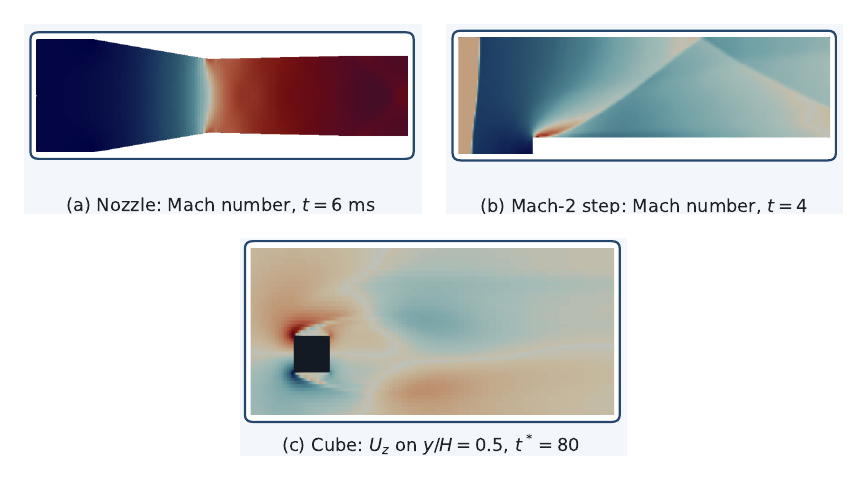 (a) Nozzle: Mach number, t = 6 ms
(b) Mach-2 step: Mach number, t = 4
(c) Cube: U_z on y/H = 0.5, t* = 80